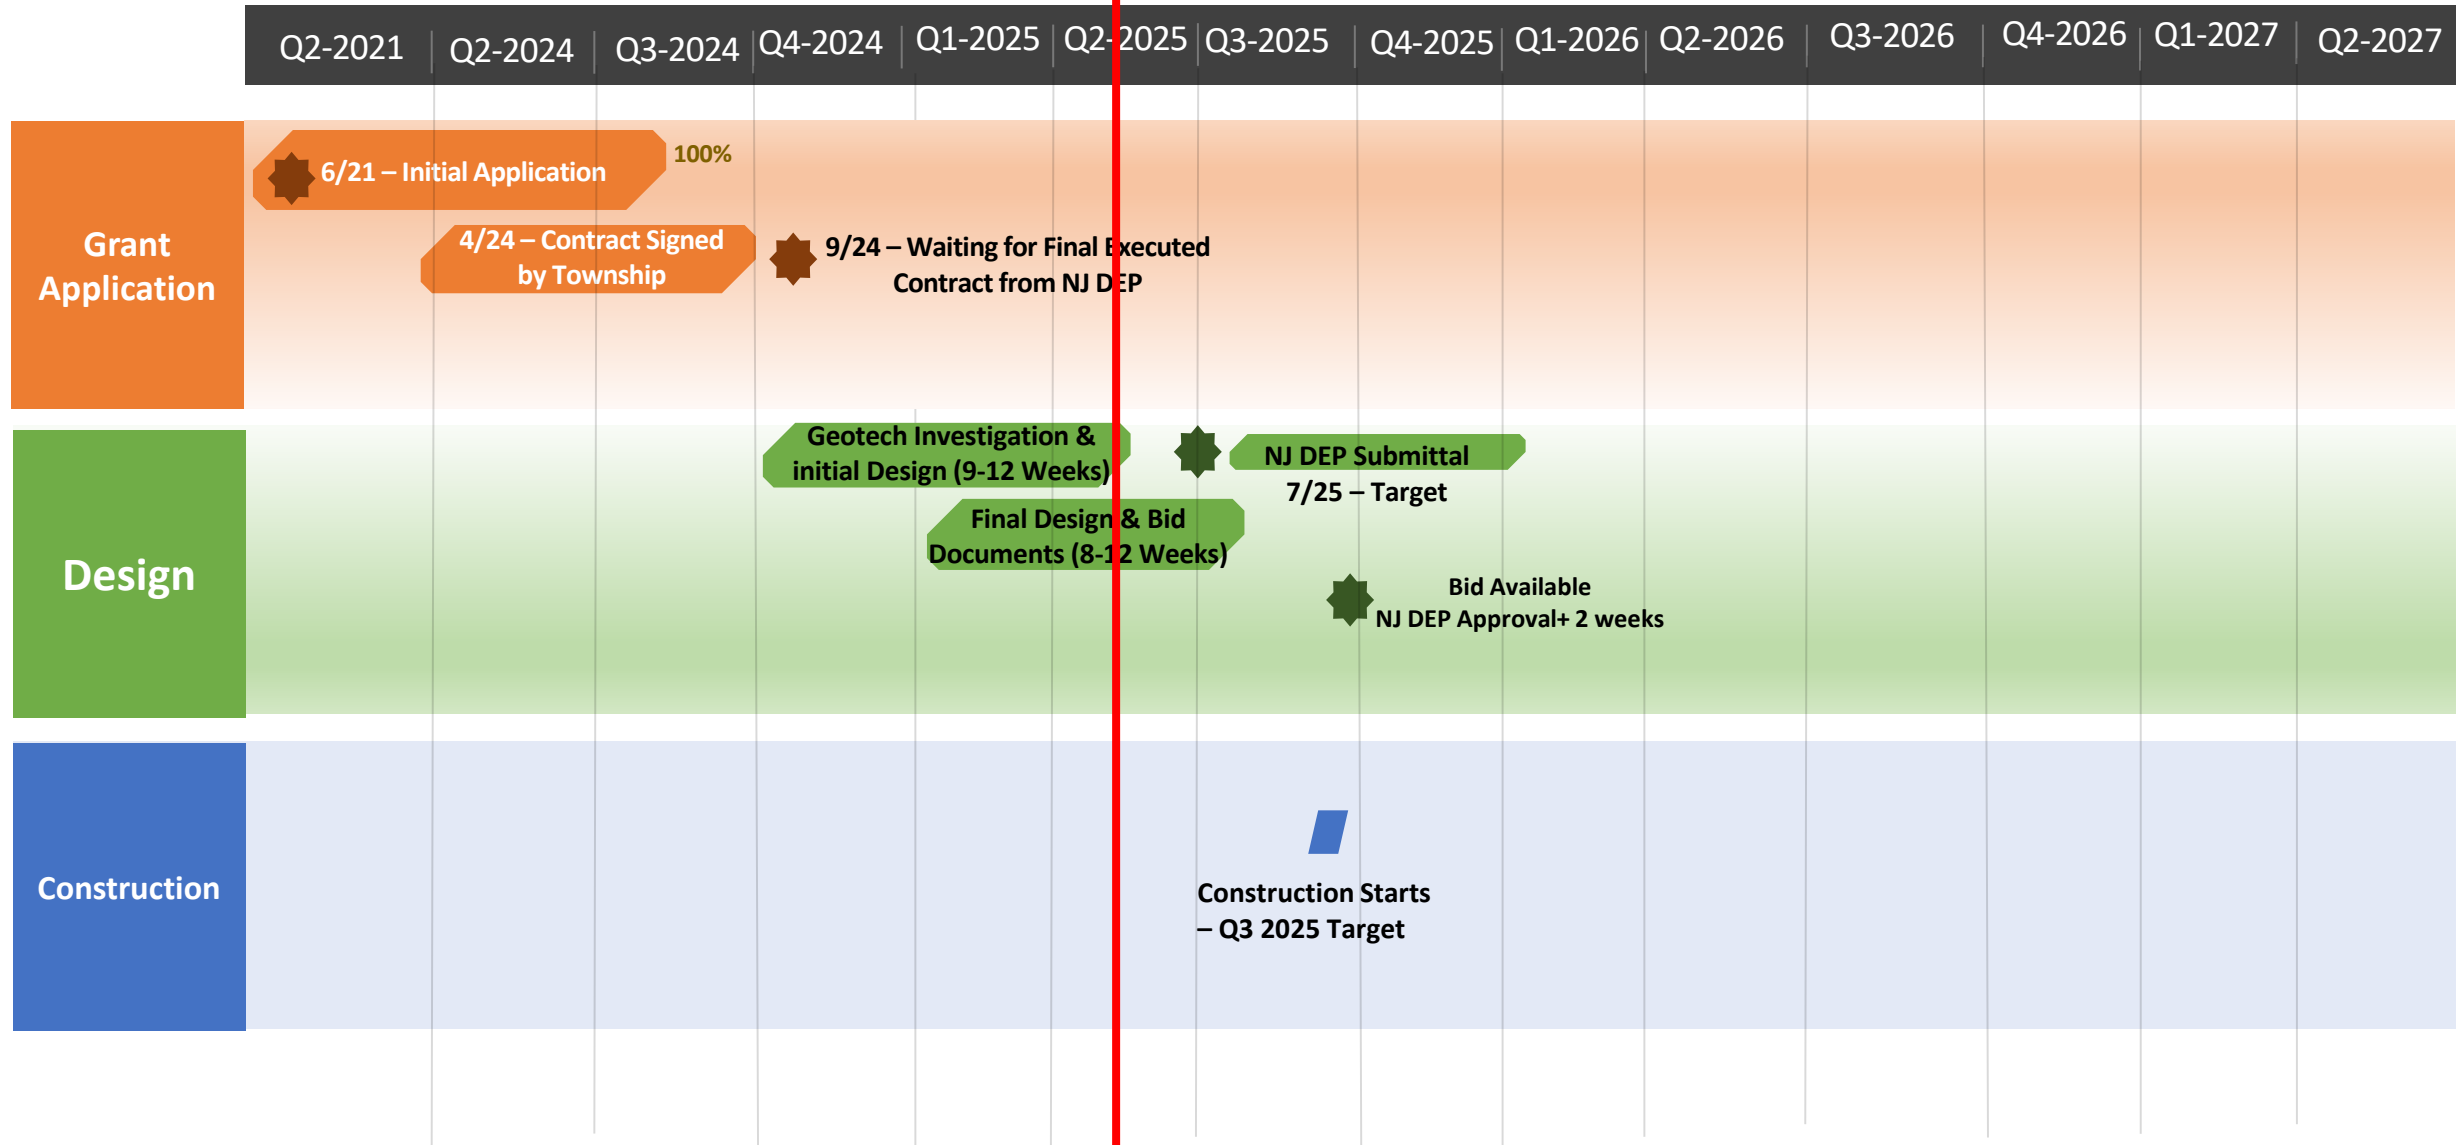 Q2-2021 Q2-2024 Q3-2024 Q4-2024 Q1-2025 Q2-2025 Q3-2025 Q4-2025 Q1-2026 Q2-2026 Q3-2026 Q4-2026 Q1-2027 Q2-2027
Grant
Application
6/21 – Initial Application
100%
4/24 – Contract Signed
by Township
9/24 – Waiting for Final Executed
Contract from NJ DEP
Design
Geotech Investigation &
initial Design (9-12 Weeks)
NJ DEP Submittal
7/25 – Target
Final Design & Bid
Documents (8-12 Weeks)
Bid Available
NJ DEP Approval+ 2 weeks
Construction
Construction Starts
– Q3 2025 Target